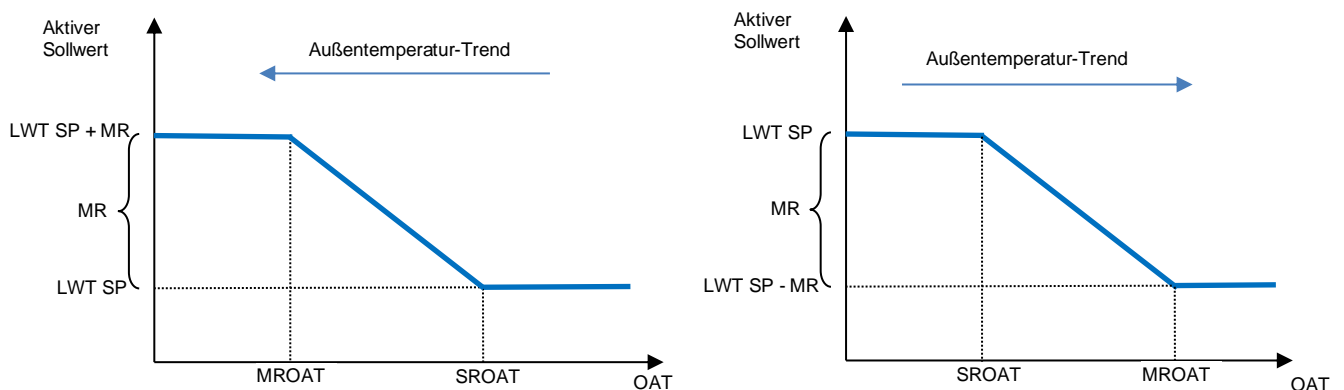 Aktiver
Sollwert
Außentemperatur-Trend
LWT SP + MR
MR
LWT SP
MROAT
SROAT
OAT
Aktiver
Sollwert
Außentemperatur-Trend
LWT SP
MR
LWT SP - MR
SROAT
MROAT
OAT